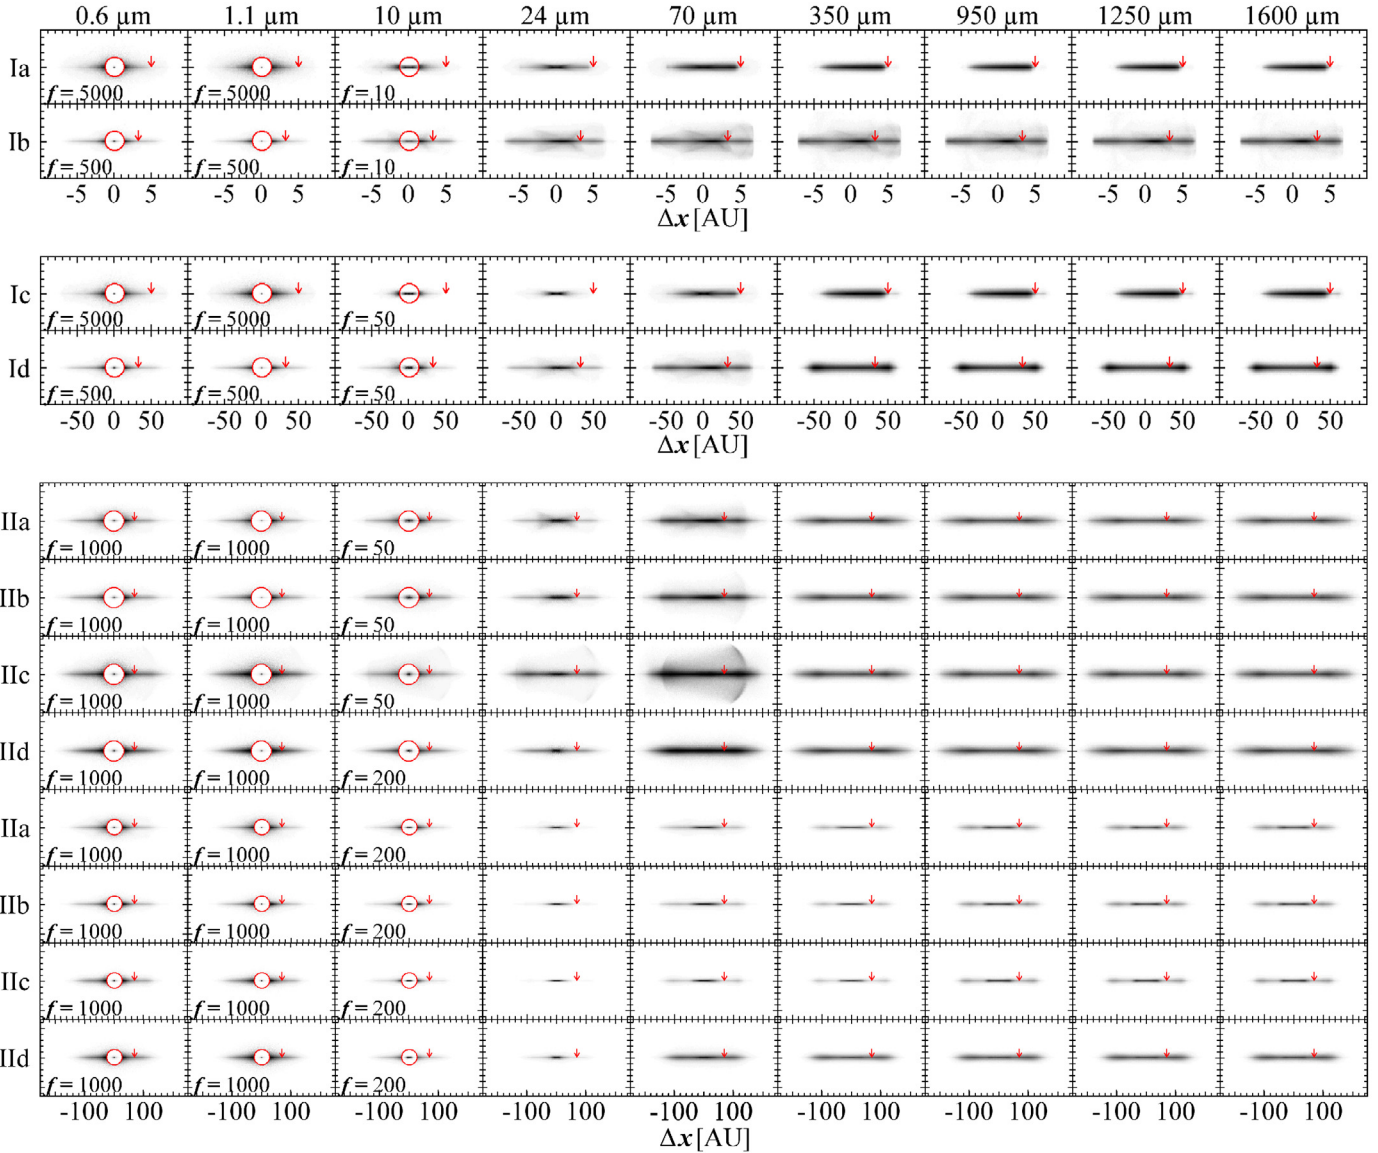 0.6 µm 1.1 µm 10 µm 24 µm 70 µm 350 µm 950 µm 1250 µm 1600 µm
Ia
f = 5000 f = 5000 f = 10
Ib
f = 500 f = 500 f = 10
-5 0 5 -5 0 5 -5 0 5 -5 0 5 -5 0 5 -5 0 5 -5 0 5 -5 0 5 -5 0 5
Δx [AU]
Ic
f = 5000 f = 5000 f = 50
Id
f = 500 f = 500 f = 50
-50 0 50 -50 0 50 -50 0 50 -50 0 50 -50 0 50 -50 0 50 -50 0 50 -50 0 50 -50 0 50
Δx [AU]
IIa
f = 1000 f = 1000 f = 50
IIb
f = 1000 f = 1000 f = 50
IIc
f = 1000 f = 1000 f = 50
IId
f = 1000 f = 1000 f = 200
IIa
f = 1000 f = 1000 f = 200
IIb
f = 1000 f = 1000 f = 200
IIc
f = 1000 f = 1000 f = 200
IId
f = 1000 f = 1000 f = 200
-100 100 -100 100 -100 100 -100 100 -100 100 -100 100 -100 100 -100 100 -100 100
Δx [AU]